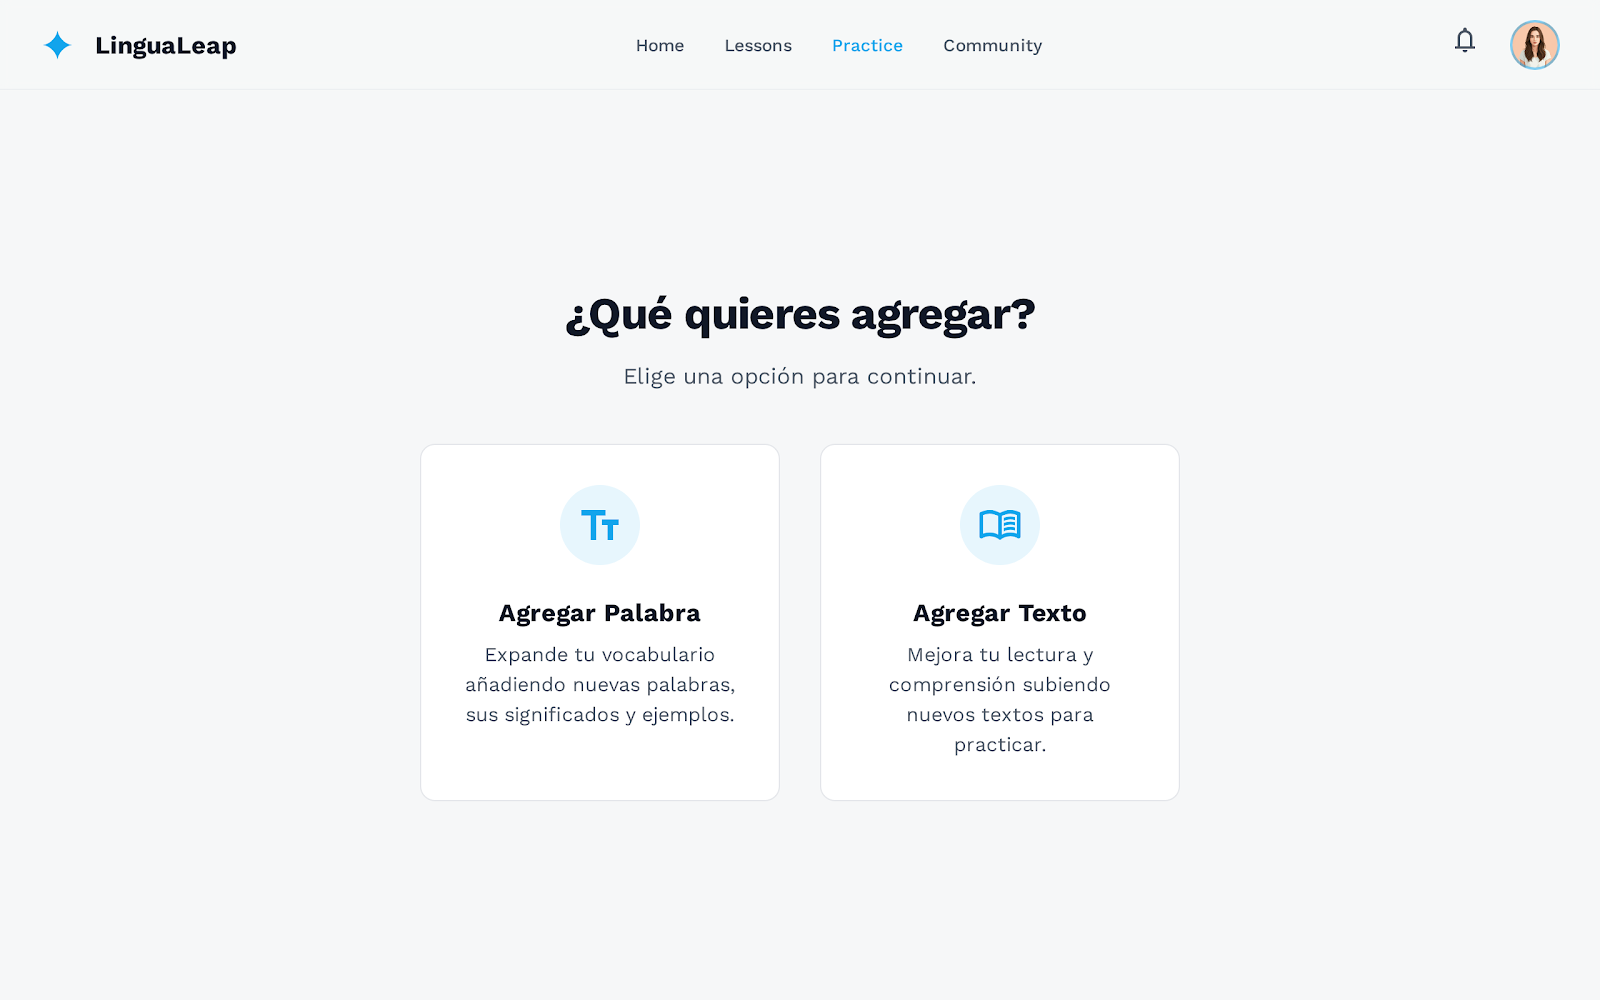 LinguaLeap
Home
Lessons
Practice
Community
¿Qué quieres agregar?
Elige una opción para continuar.
Agregar Palabra
Expande tu vocabulario
añadiendo nuevas palabras,
sus significados y ejemplos.
Agregar Texto
Mejora tu lectura y
comprensión subiendo
nuevos textos para
practicar.